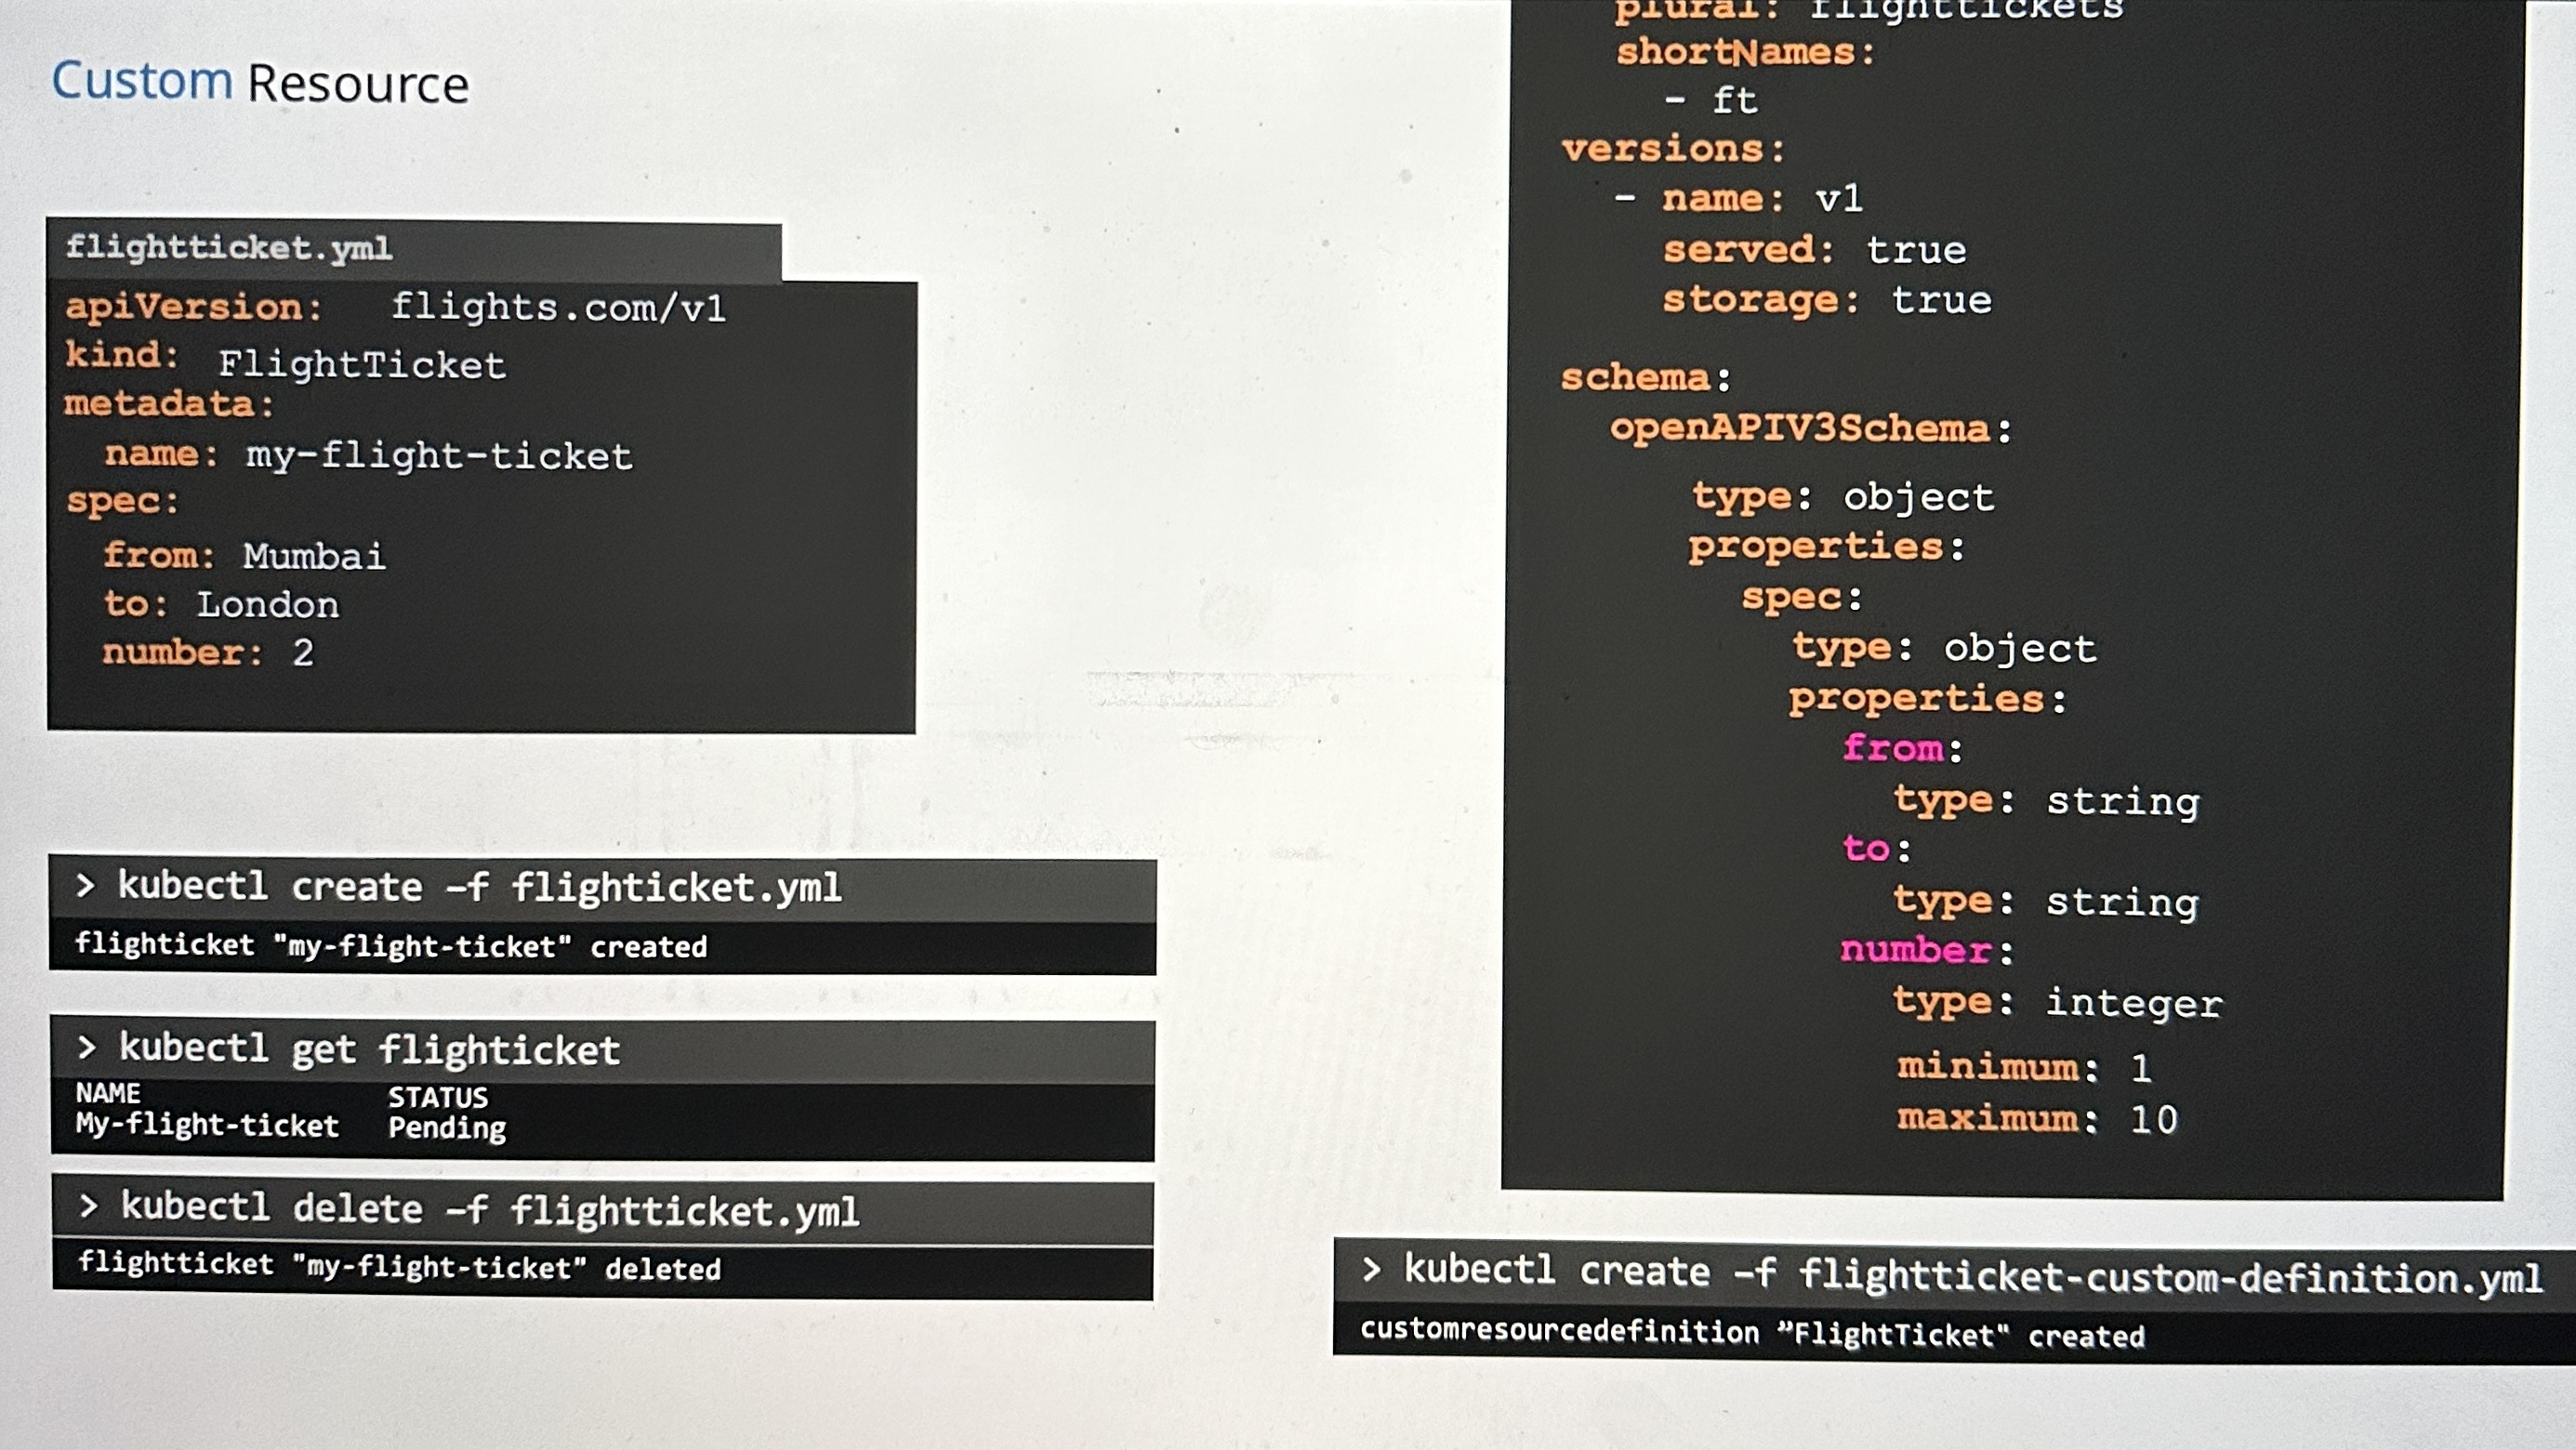 Custom Resource
flightticket.yml
apiVersion: flights.com/v1
kind: FlightTicket
metadata:
name: my-flight-ticket
spec:
from: Mumbai
to: London
number: 2
> kubectl create –f flighticket.yml
flighticket "my-flight-ticket" created
> kubectl get flighticket
NAME STATUS
My-flight-ticket Pending
> kubectl delete –f flightticket.yml
flightticket "my-flight-ticket" deleted
plural: flighttickets
shortNames:
- ft
versions:
- name: v1
served: true
storage: true
schema:
openAPIV3Schema:
type: object
properties:
spec:
type: object
properties:
from:
type: string
to:
type: string
number:
type: integer
minimum: 1
maximum: 10
> kubectl create –f flightticket-custom-definition.yml
customresourcedefinition ”FlightTicket" created